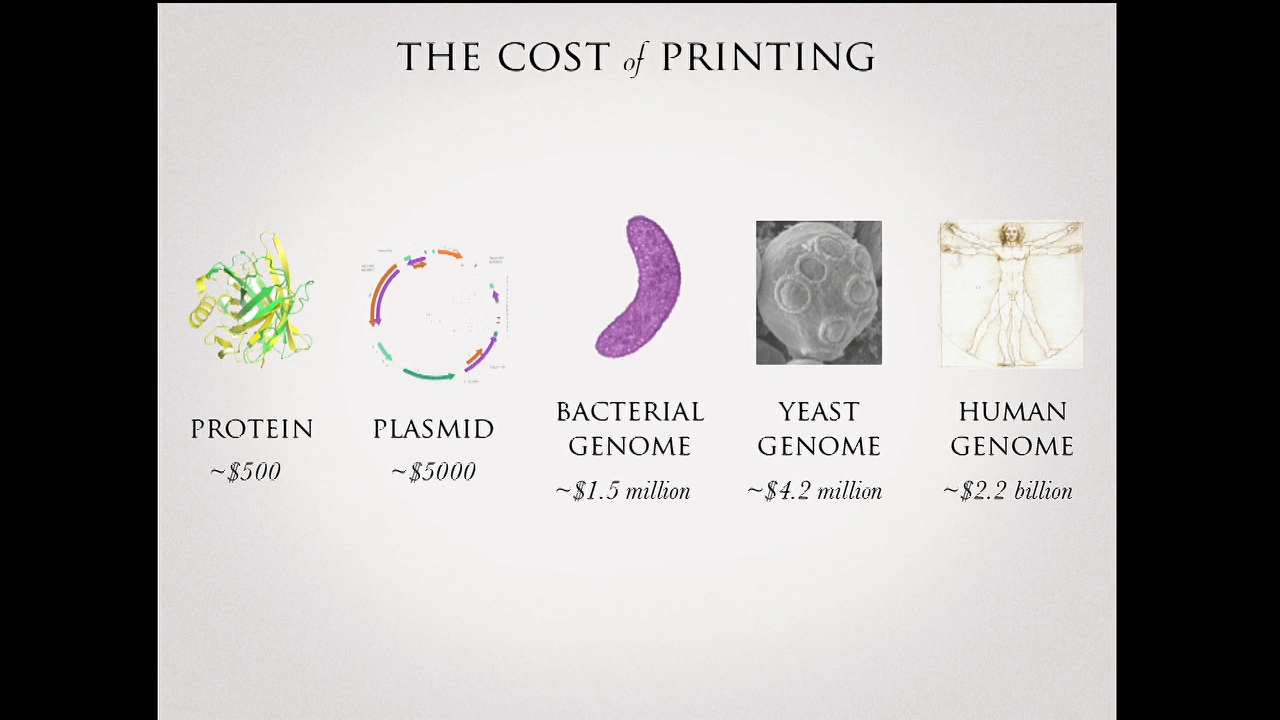 THE COST of PRINTING
PROTEIN
~$500
PLASMID
~$5000
BACTERIAL
GENOME
~$1.5 million
YEAST
GENOME
~$4.2 million
HUMAN
GENOME
~$2.2 billion